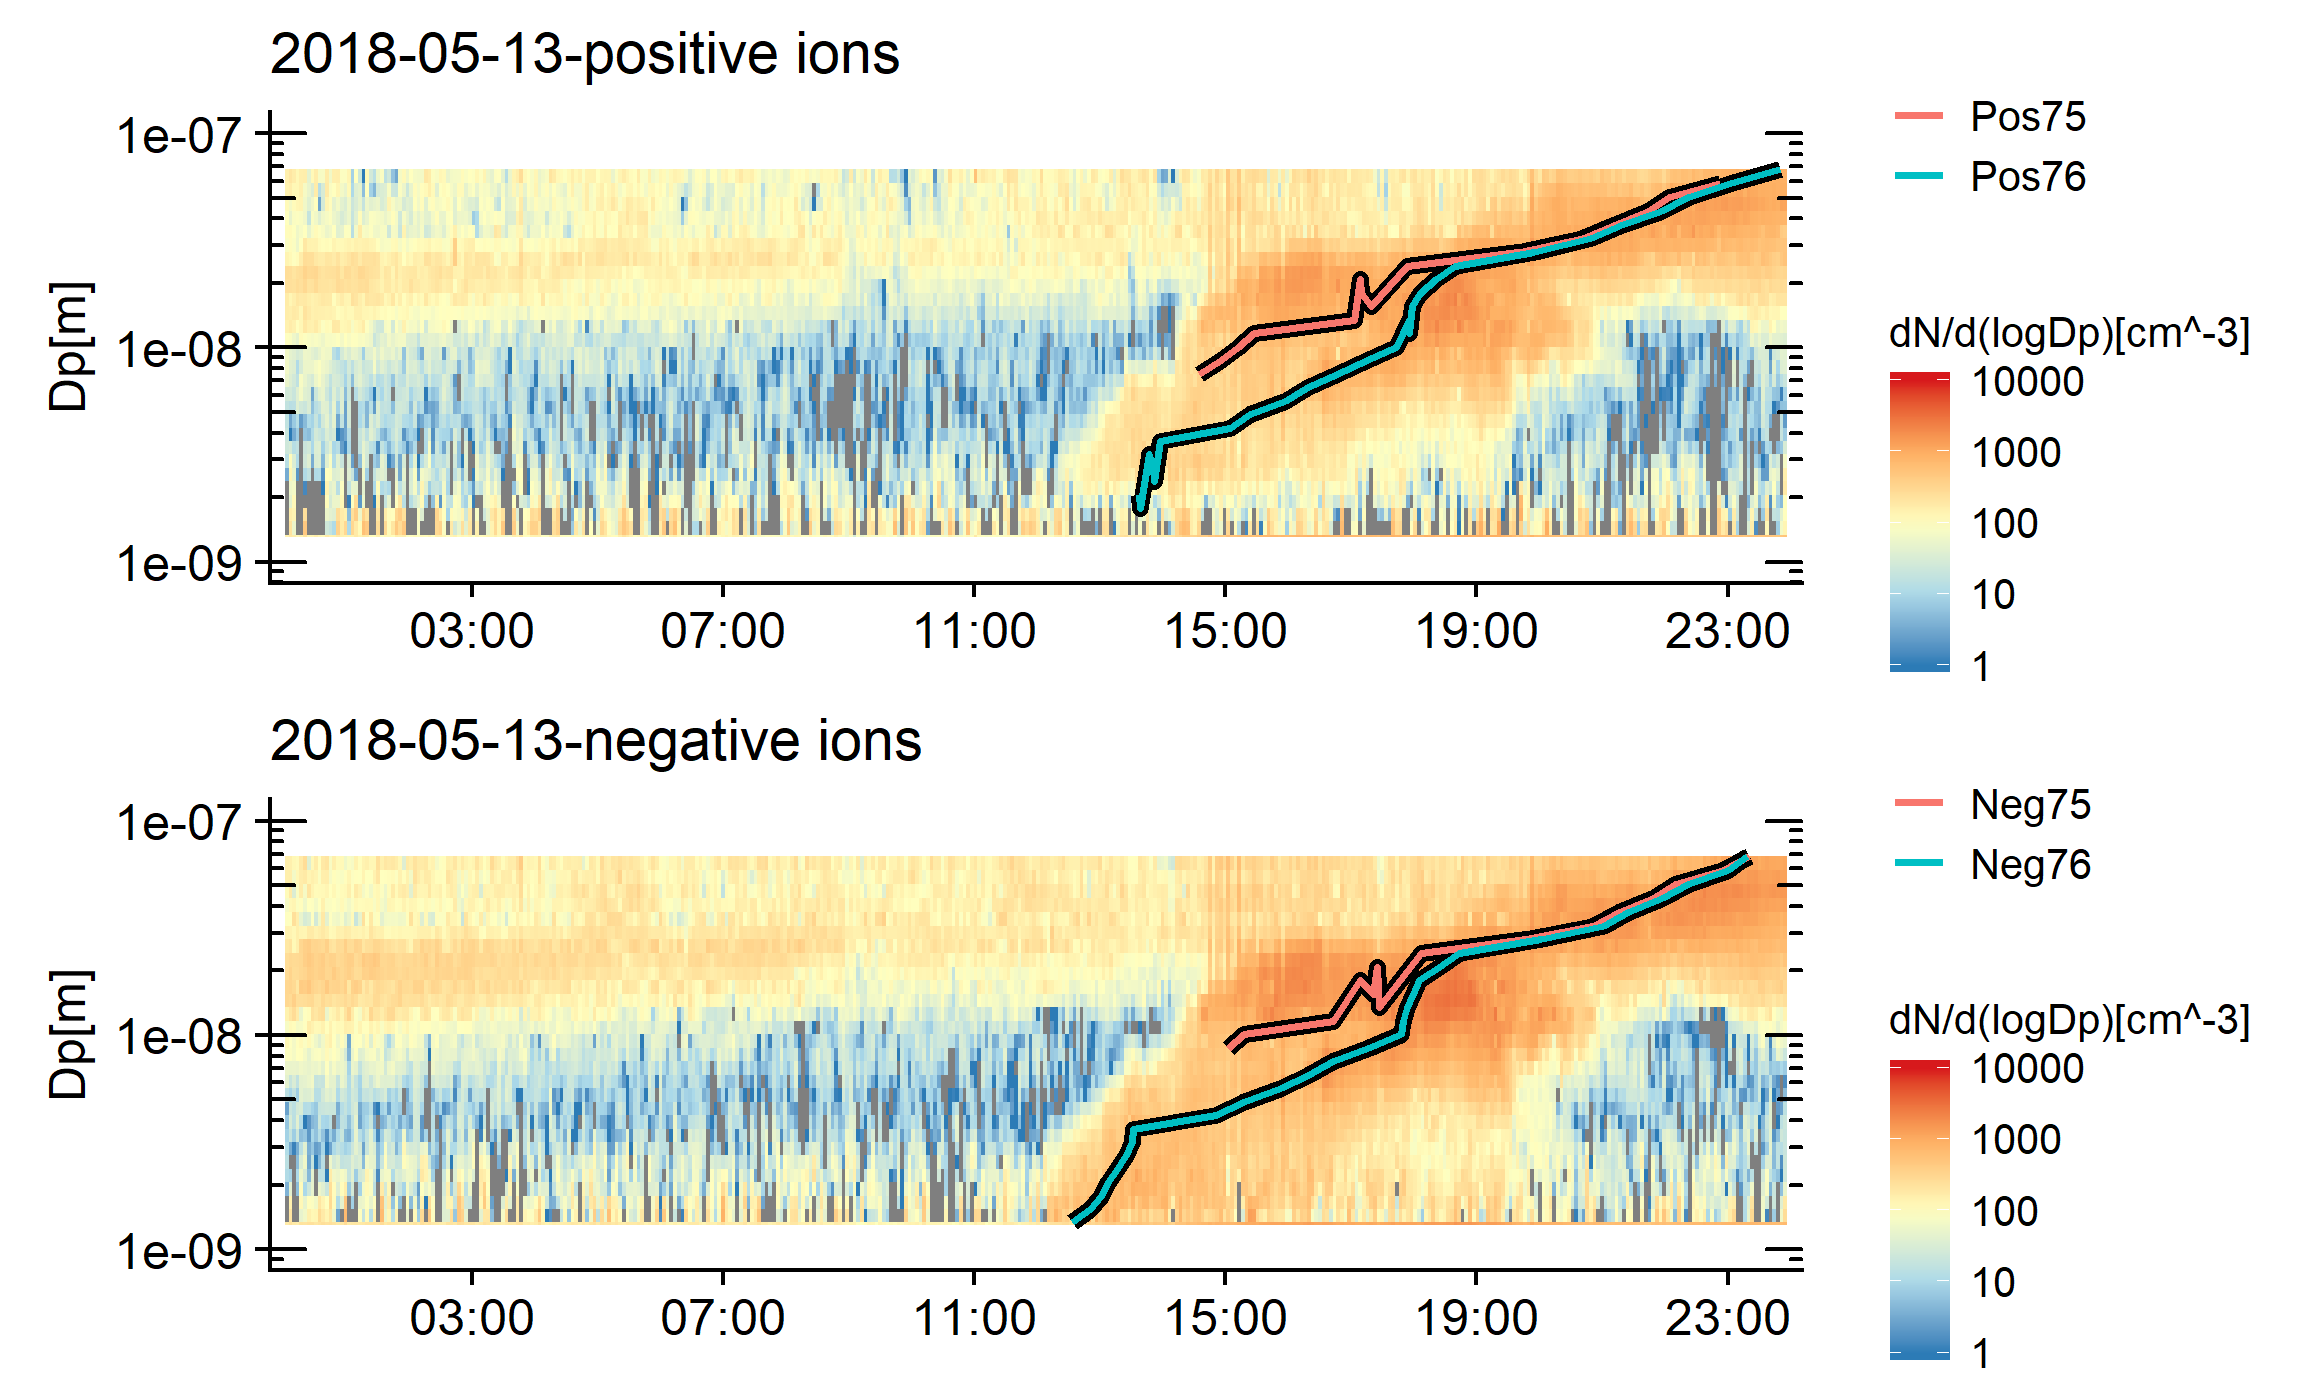 2018-05-13-positive ions
1e-07
1e-08
1e-09
Dp[m]
03:00 07:00 11:00 15:00 19:00 23:00
Pos75
Pos76
dN/d(logDp)[cm^-3]
10000
1000
100
10
1
2018-05-13-negative ions
1e-07
1e-08
1e-09
Dp[m]
03:00 07:00 11:00 15:00 19:00 23:00
Neg75
Neg76
dN/d(logDp)[cm^-3]
10000
1000
100
10
1